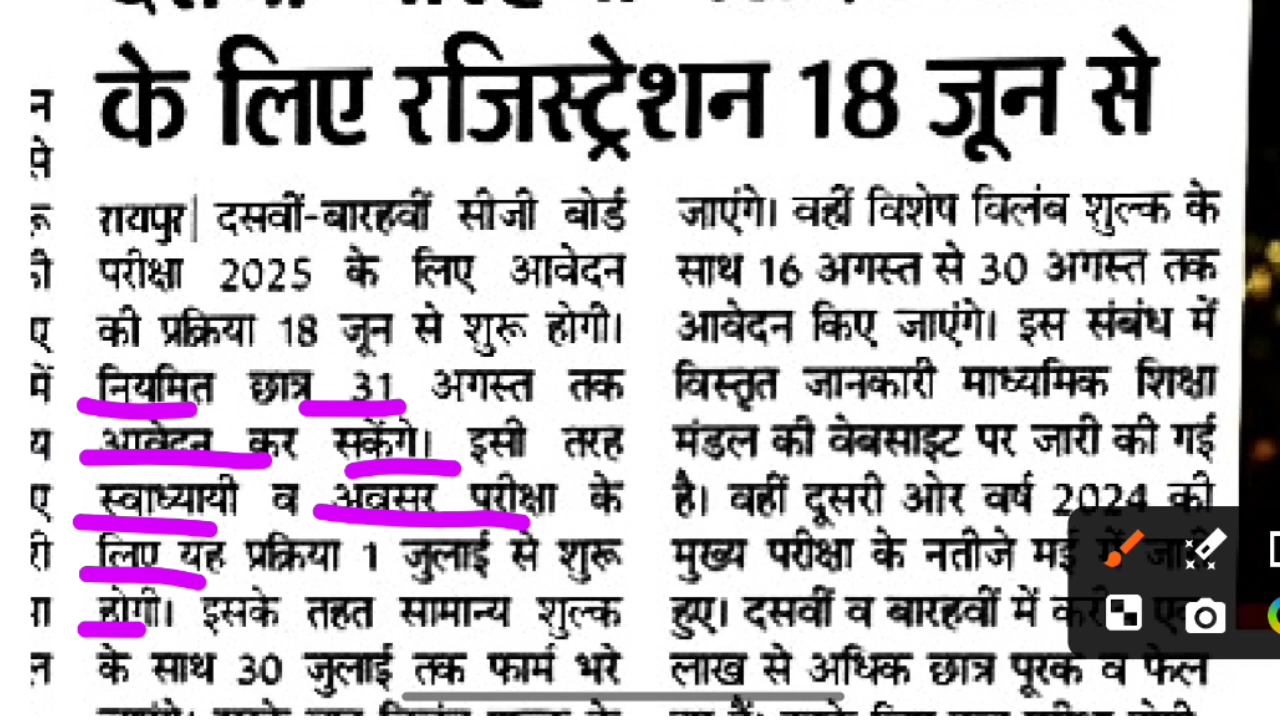 के लिए रजिस्ट्रेशन 18 जून से
रायपुर| दसवीं-बारहवीं सीजी बोर्ड
परीक्षा 2025 के लिए आवेदन
की प्रक्रिया 18 जून से शुरू होगी।
नियमित छात्र 31 अगस्त तक
आवेदन कर सकेंगे। इसी तरह
स्वाध्यायी व अवसर परीक्षा के
लिए यह प्रक्रिया 1 जुलाई से शुरू
होगी। इसके तहत सामान्य शुल्क
के साथ 30 जुलाई तक फार्म भरे
जाएंगे। वहीं विशेष विलंब शुल्क के
साथ 16 अगस्त से 30 अगस्त तक
आवेदन किए जाएंगे। इस संबंध में
विस्तृत जानकारी माध्यमिक शिक्षा
मंडल की वेबसाइट पर जारी की गई
है। वहीं दूसरी ओर वर्ष 2024 की
मुख्य परीक्षा के नतीजे मई में जारी
हुए। दसवीं व बारहवीं में करीब एक
लाख से अधिक छात्र पूरक व फेल